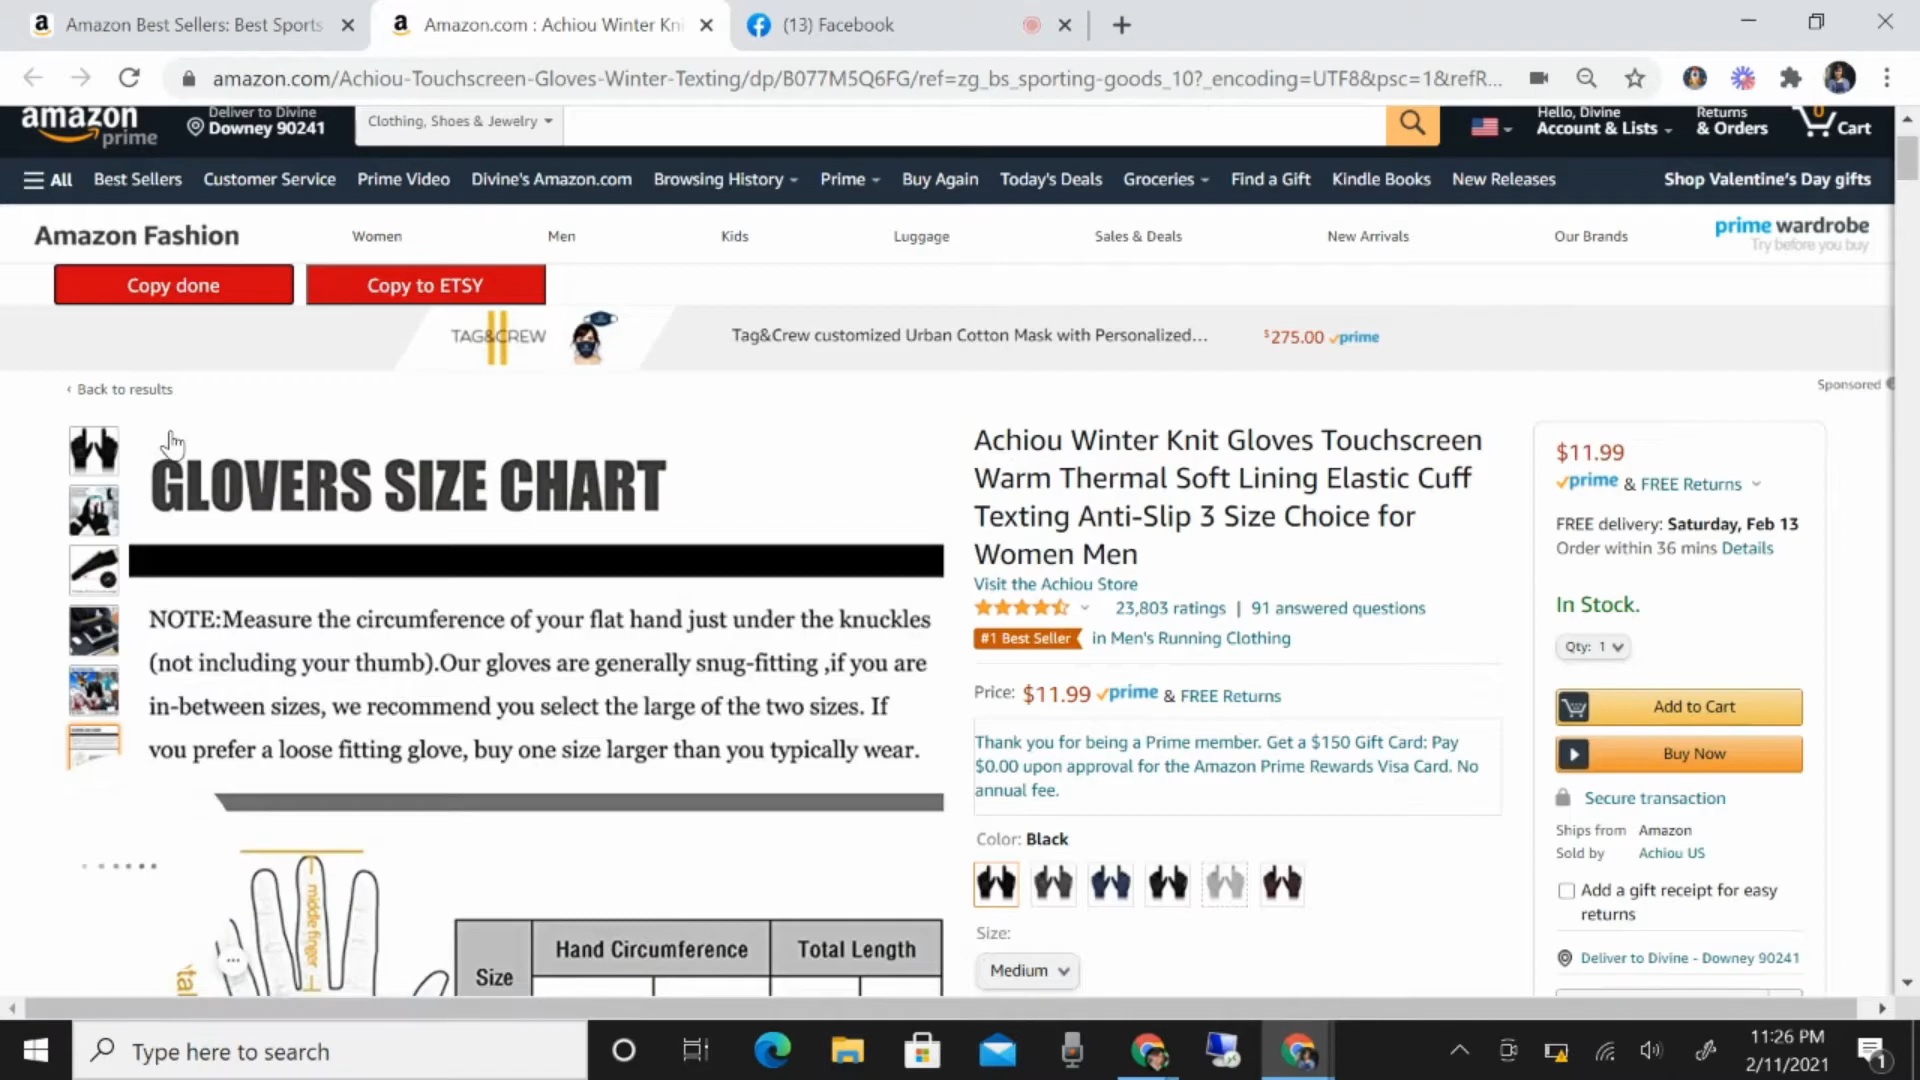 Amazon Best Sellers: Best Sports
Amazon.com : Achiou Winter Kni
(13) Facebook
amazon.com/Achiou-Touchscreen-Gloves-Winter-Texting/dp/B077M5Q6FG/ref=zg_bs_sporting-goods_10?_encoding=UTF8&psc=1&refR...
amazon prime
Deliver to Divine
Downey 90241
Clothing, Shoes & Jewelry
Hello, Divine
Account & Lists
Returns
& Orders
0
Cart
All Best Sellers Customer Service Prime Video Divine's Amazon.com Browsing History Prime Buy Again Today's Deals Groceries Find a Gift Kindle Books New Releases Shop Valentine's Day gifts
Amazon Fashion Women Men Kids Luggage Sales & Deals New Arrivals Our Brands
prime wardrobe
Try before you buy
Copy done
Copy to ETSY
TAG&CREW
Tag&Crew customized Urban Cotton Mask with Personalized... $275.00 prime
Sponsored
‹ Back to results
GLOVERS SIZE CHART
NOTE:Measure the circumference of your flat hand just under the knuckles
(not including your thumb).Our gloves are generally snug-fitting ,if you are
in-between sizes, we recommend you select the large of the two sizes. If
you prefer a loose fitting glove, buy one size larger than you typically wear.
middle finger
Size
Hand Circumference
Total Length
Achiou Winter Knit Gloves Touchscreen
Warm Thermal Soft Lining Elastic Cuff
Texting Anti-Slip 3 Size Choice for
Women Men
Visit the Achiou Store
23,803 ratings | 91 answered questions
#1 Best Seller in Men's Running Clothing
Price: $11.99 prime & FREE Returns
Thank you for being a Prime member. Get a $150 Gift Card: Pay
$0.00 upon approval for the Amazon Prime Rewards Visa Card. No
annual fee.
Color: Black
Size:
Medium
$11.99
prime & FREE Returns
FREE delivery: Saturday, Feb 13
Order within 36 mins Details
In Stock.
Qty: 1
Add to Cart
Buy Now
Secure transaction
Ships from Amazon
Sold by Achiou US
Add a gift receipt for easy
returns
Deliver to Divine - Downey 90241
Type here to search
11:26 PM
2/11/2021
1